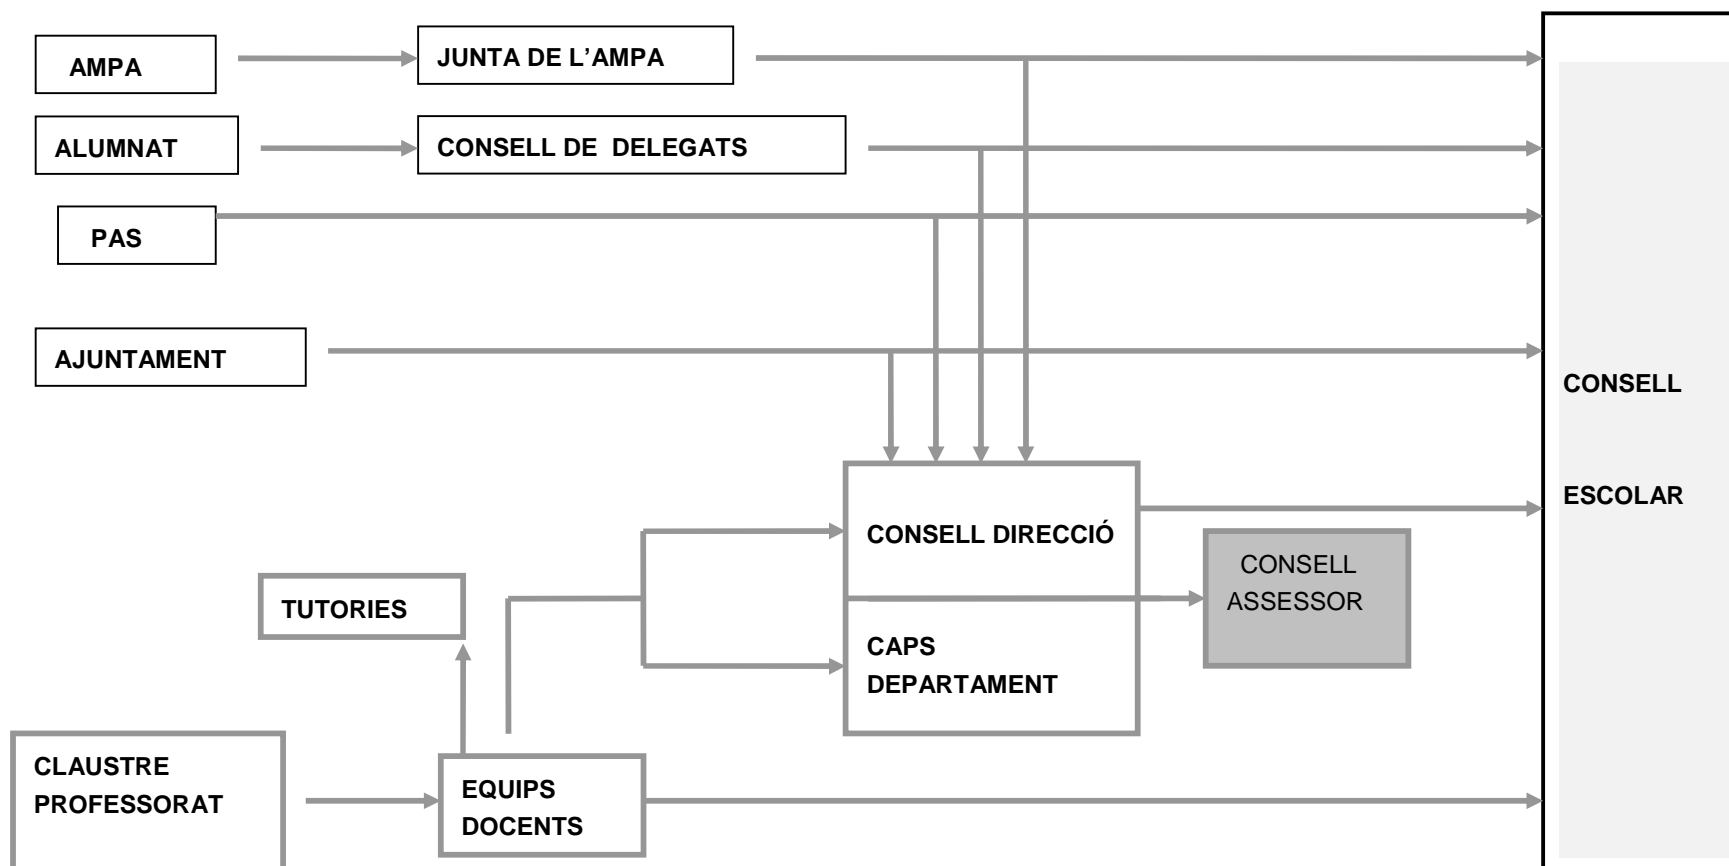 AMPA
JUNTA DE L’AMPA
ALUMNAT
CONSELL DE DELEGATS
PAS
AJUNTAMENT
CONSELL
ESCOLAR
CONSELL DIRECCIÓ
CONSELL
ASSESSOR
TUTORIES
CAPS
DEPARTAMENT
CLAUSTRE
PROFESSORAT
EQUIPS
DOCENTS